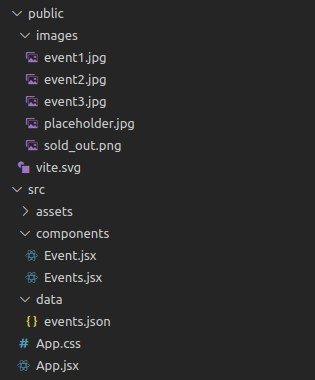 public
images
event1.jpg
event2.jpg
event3.jpg
placeholder.jpg
sold_out.png
vite.svg
src
assets
components
Event.jsx
Events.jsx
data
{} events.json
# App.css
App.jsx